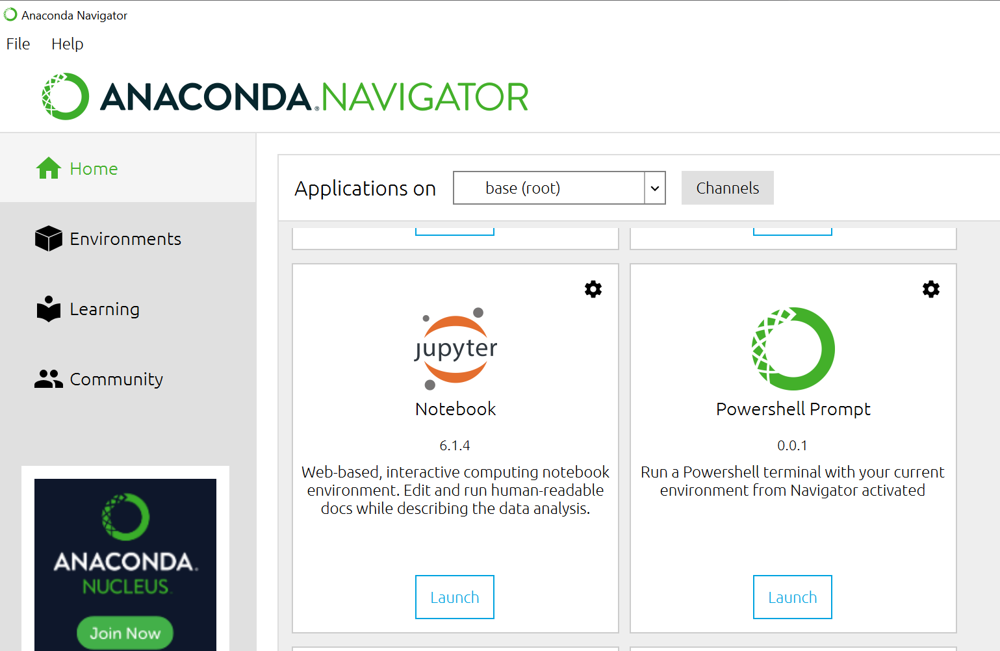 Anaconda Navigator
File Help
ANACONDA.NAVIGATOR
Home
Environments
Learning
Community
ANACONDA.
NUCLEUS
Join Now
Applications on base (root) Channels
jupyter
Notebook
6.1.4
Web-based, interactive computing notebook
environment. Edit and run human-readable
docs while describing the data analysis.
Launch
Powershell Prompt
0.0.1
Run a Powershell terminal with your current
environment from Navigator activated
Launch